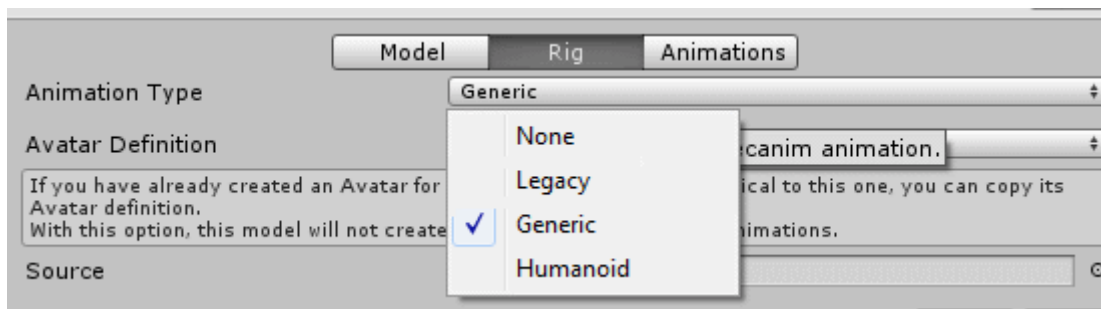 Model Rig Animations
Animation Type Generic
None
Avatar Definition canim animation.
If you have already created an Avatar for ical to this one, you can copy its
Legacy
Avatar definition.
With this option, this model will not create imations.
Generic
Source Humanoid